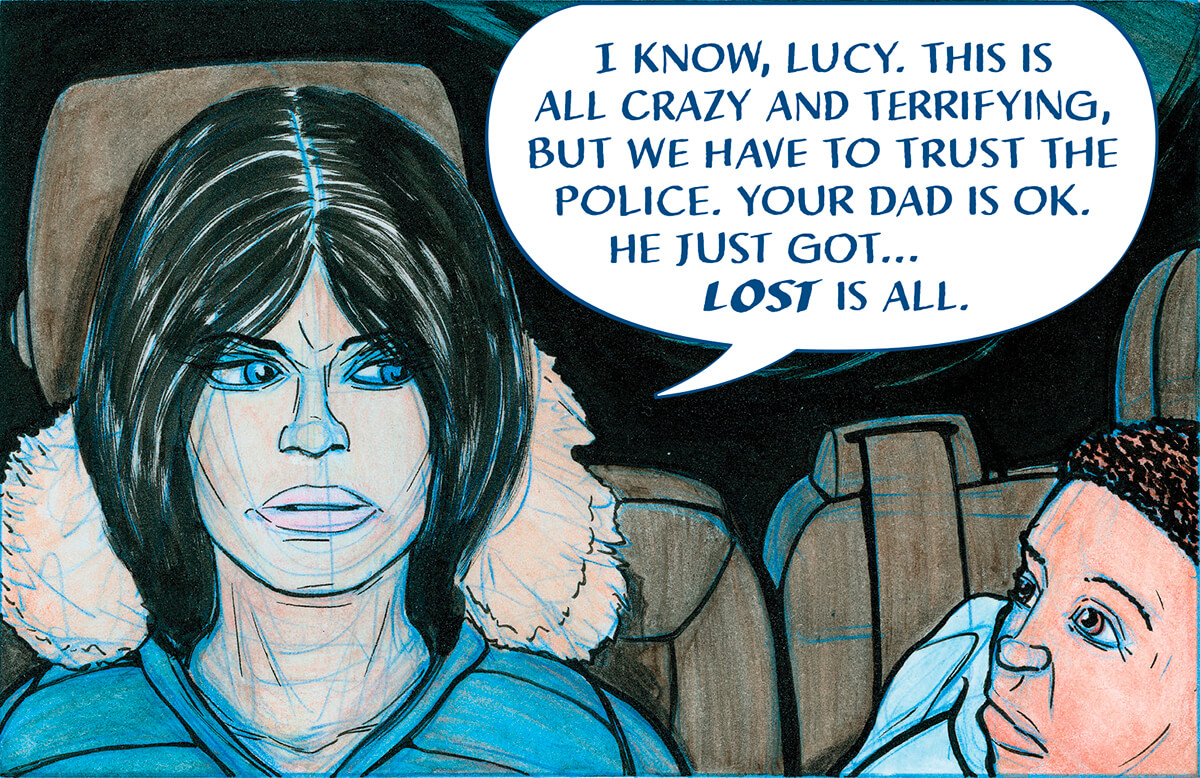 I KNOW, LUCY. THIS IS
ALL CRAZY AND TERRIFYING,
BUT WE HAVE TO TRUST THE
POLICE. YOUR DAD IS OK.
HE JUST GOT...
LOST IS ALL.